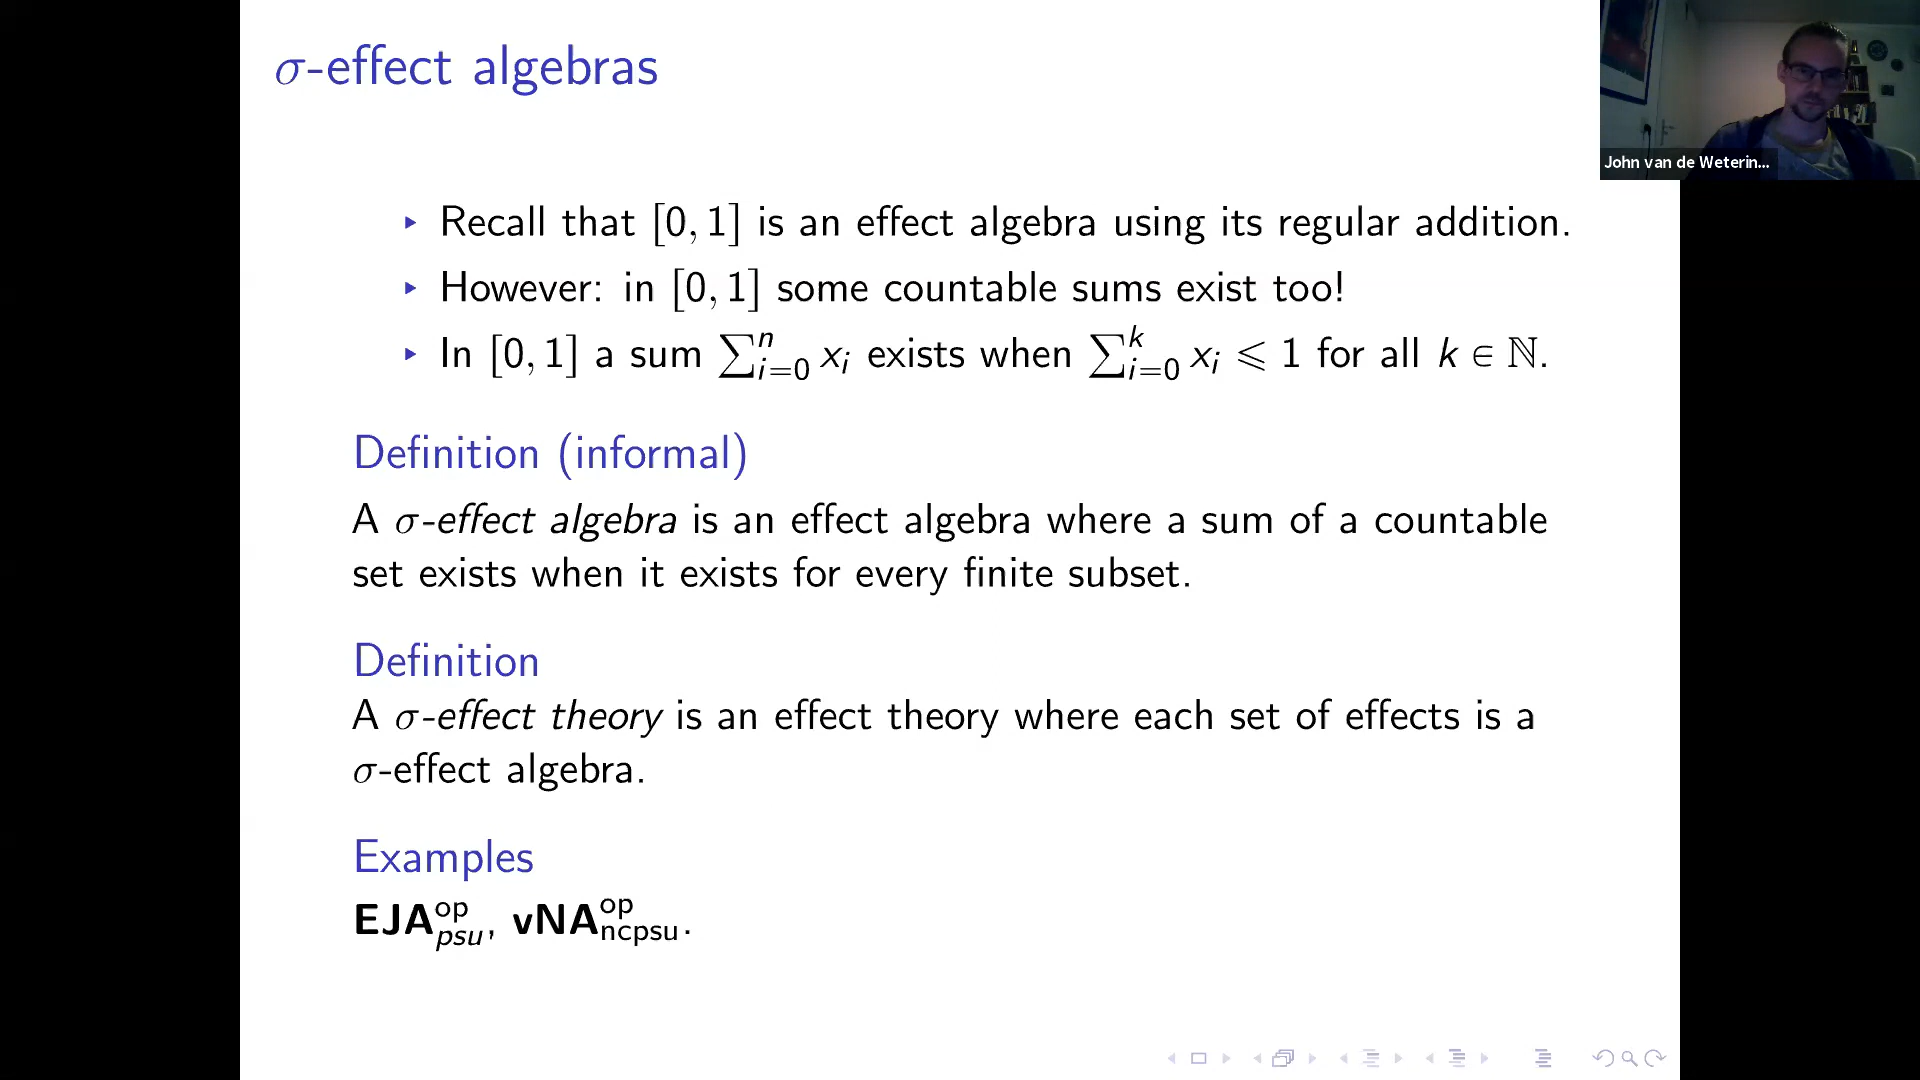 σ-effect algebras
John van de Weterin...
▸ Recall that [0, 1] is an effect algebra using its regular addition.
▸ However: in [0, 1] some countable sums exist too!
▸ In [0, 1] a sum ∑ⁿᵢ₌₀ xᵢ exists when ∑ᵏᵢ₌₀ xᵢ ⩽ 1 for all k ∈ ℕ.
Definition (informal)
A σ-effect algebra is an effect algebra where a sum of a countable
set exists when it exists for every finite subset.
Definition
A σ-effect theory is an effect theory where each set of effects is a
σ-effect algebra.
Examples
EJA^op_psu, vNA^op_ncpsu.